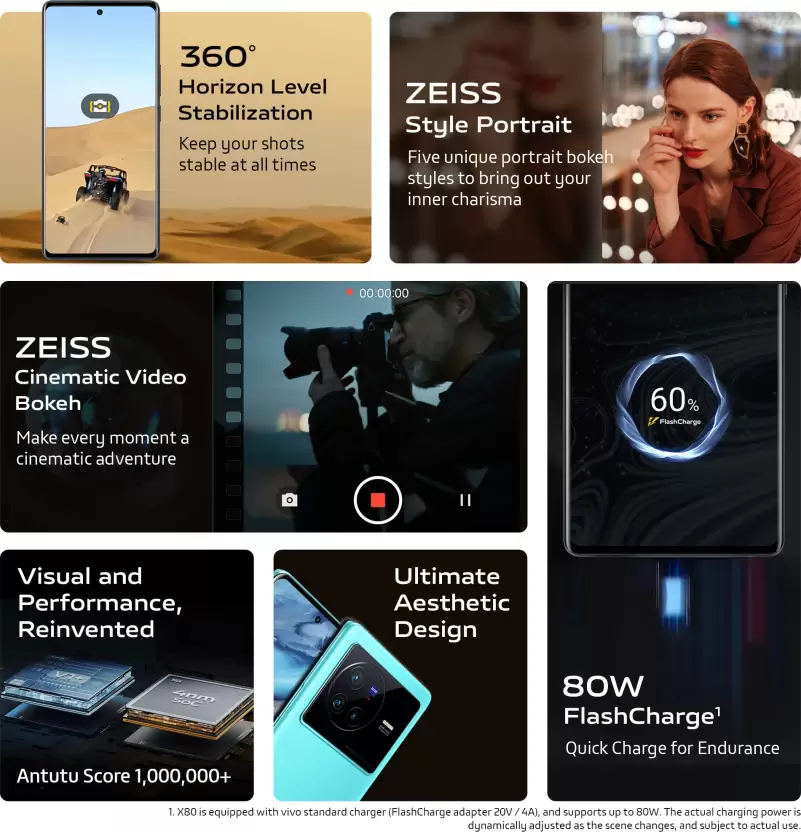 360°
Horizon Level
Stabilization
Keep your shots
stable at all times
ZEISS
Style Portrait
Five unique portrait bokeh
styles to bring out your
inner charisma
ZEISS
Cinematic Video
Bokeh
Make every moment a
cinematic adventure
00:00:00
60%
FlashCharge
80W
FlashCharge¹
Quick Charge for Endurance
Visual and
Performance,
Reinvented
4nm
SoC
Antutu Score 1,000,000+
Ultimate
Aesthetic
Design
1. X80 is equipped with vivo standard charger (FlashCharge adapter 20V / 4A), and supports up to 80W. The actual charging power is
dynamically adjusted as the scene changes, and subject to actual use.